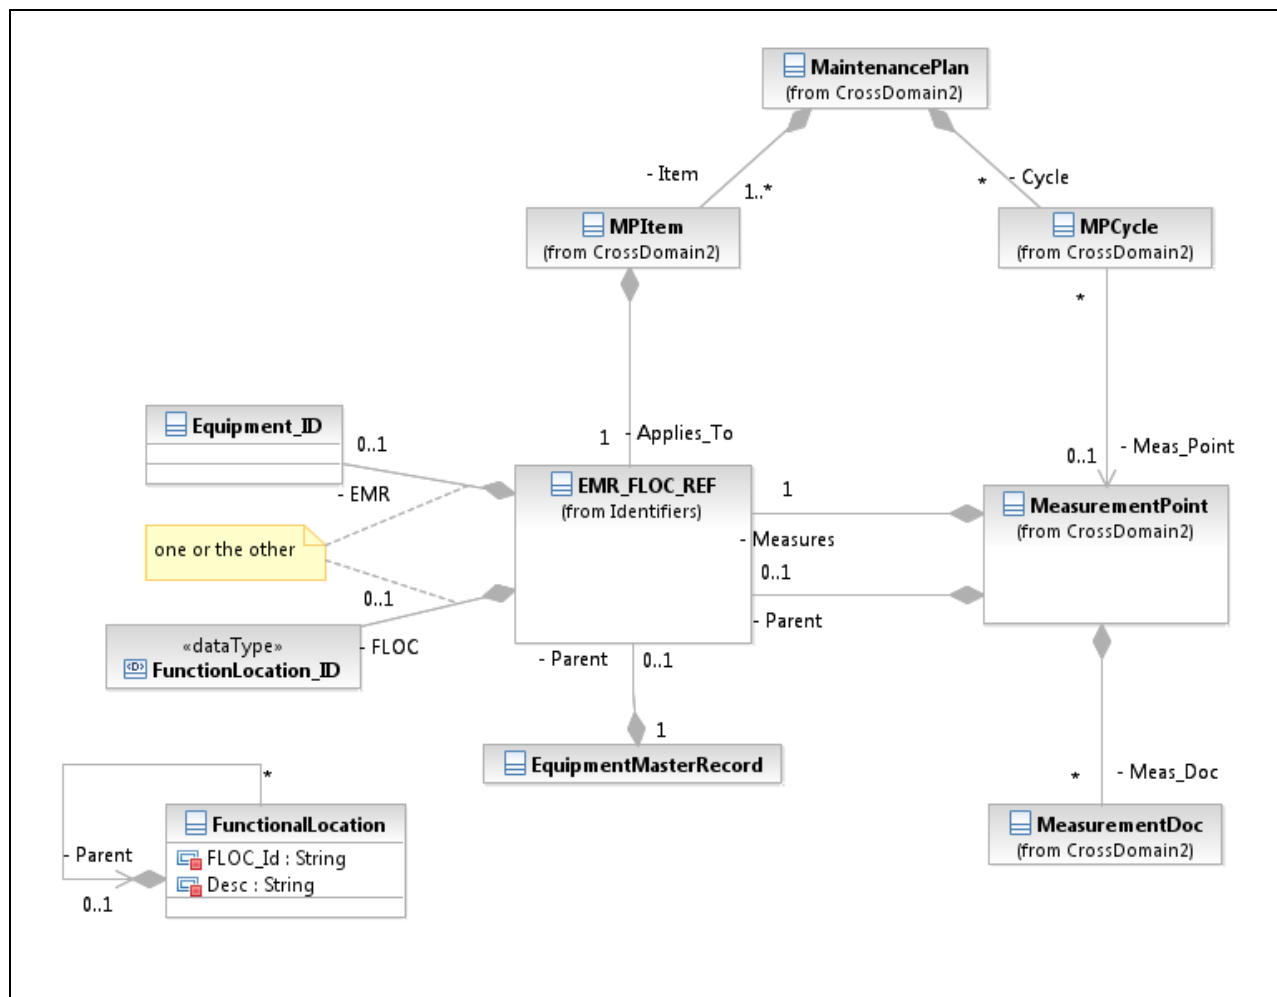 MaintenancePlan
(from CrossDomain2)
- Item
1..*
- Cycle
*
MPItem
(from CrossDomain2)
MPCycle
(from CrossDomain2)
*
Equipment_ID
0..1
- EMR
1
- Applies_To
0..1
- Meas_Point
EMR_FLOC_REF
(from Identifiers)
1
- Measures
MeasurementPoint
(from CrossDomain2)
one or the other
0..1
- Parent
0..1
- FLOC
«dataType»
<D>
FunctionLocation_ID
- Parent
0..1
1
EquipmentMasterRecord
*
- Meas_Doc
MeasurementDoc
(from CrossDomain2)
*
FunctionalLocation
- Parent
0..1
FLOC_Id : String
Desc : String